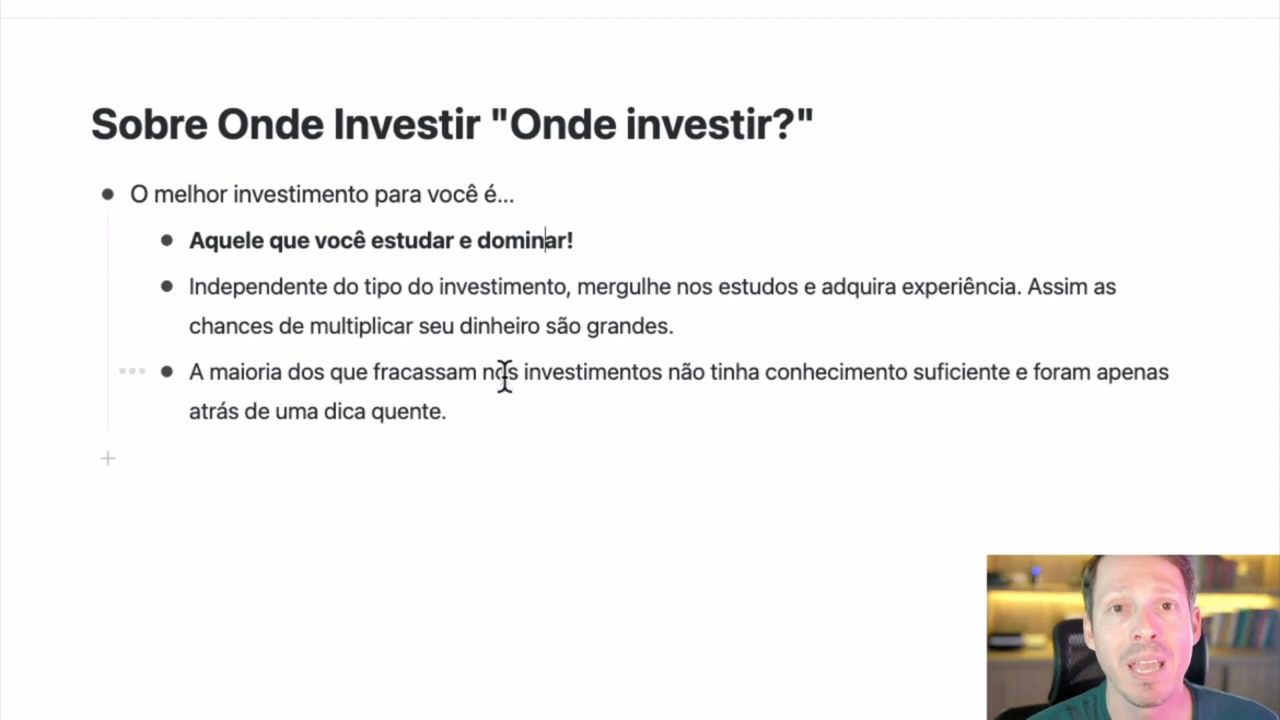 Sobre Onde Investir "Onde investir?"
O melhor investimento para você é...
Aquele que você estudar e dominar!
Independente do tipo do investimento, mergulhe nos estudos e adquira experiência. Assim as
chances de multiplicar seu dinheiro são grandes.
A maioria dos que fracassam nos investimentos não tinha conhecimento suficiente e foram apenas
atrás de uma dica quente.